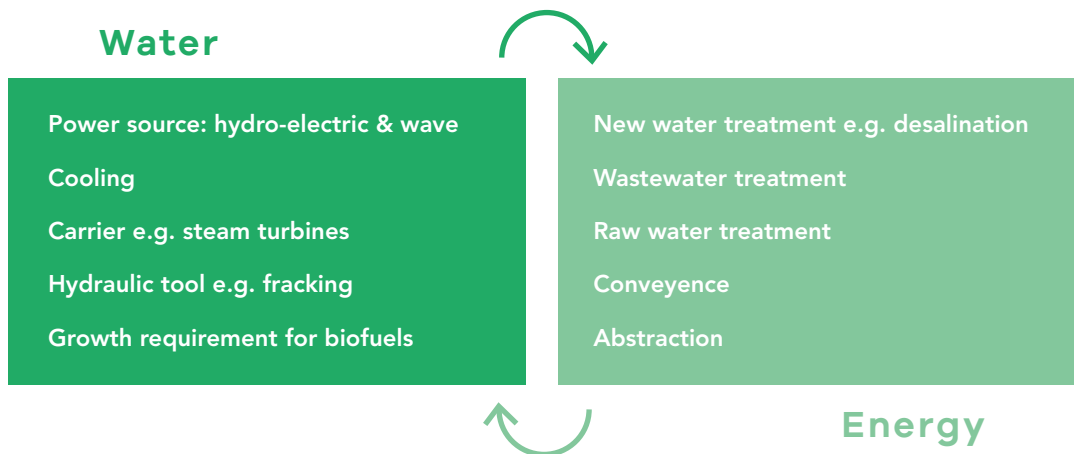 Water
Power source: hydro-electric & wave
Cooling
Carrier e.g. steam turbines
Hydraulic tool e.g. fracking
Growth requirement for biofuels
New water treatment e.g. desalination
Wastewater treatment
Raw water treatment
Conveyence
Abstraction
Energy